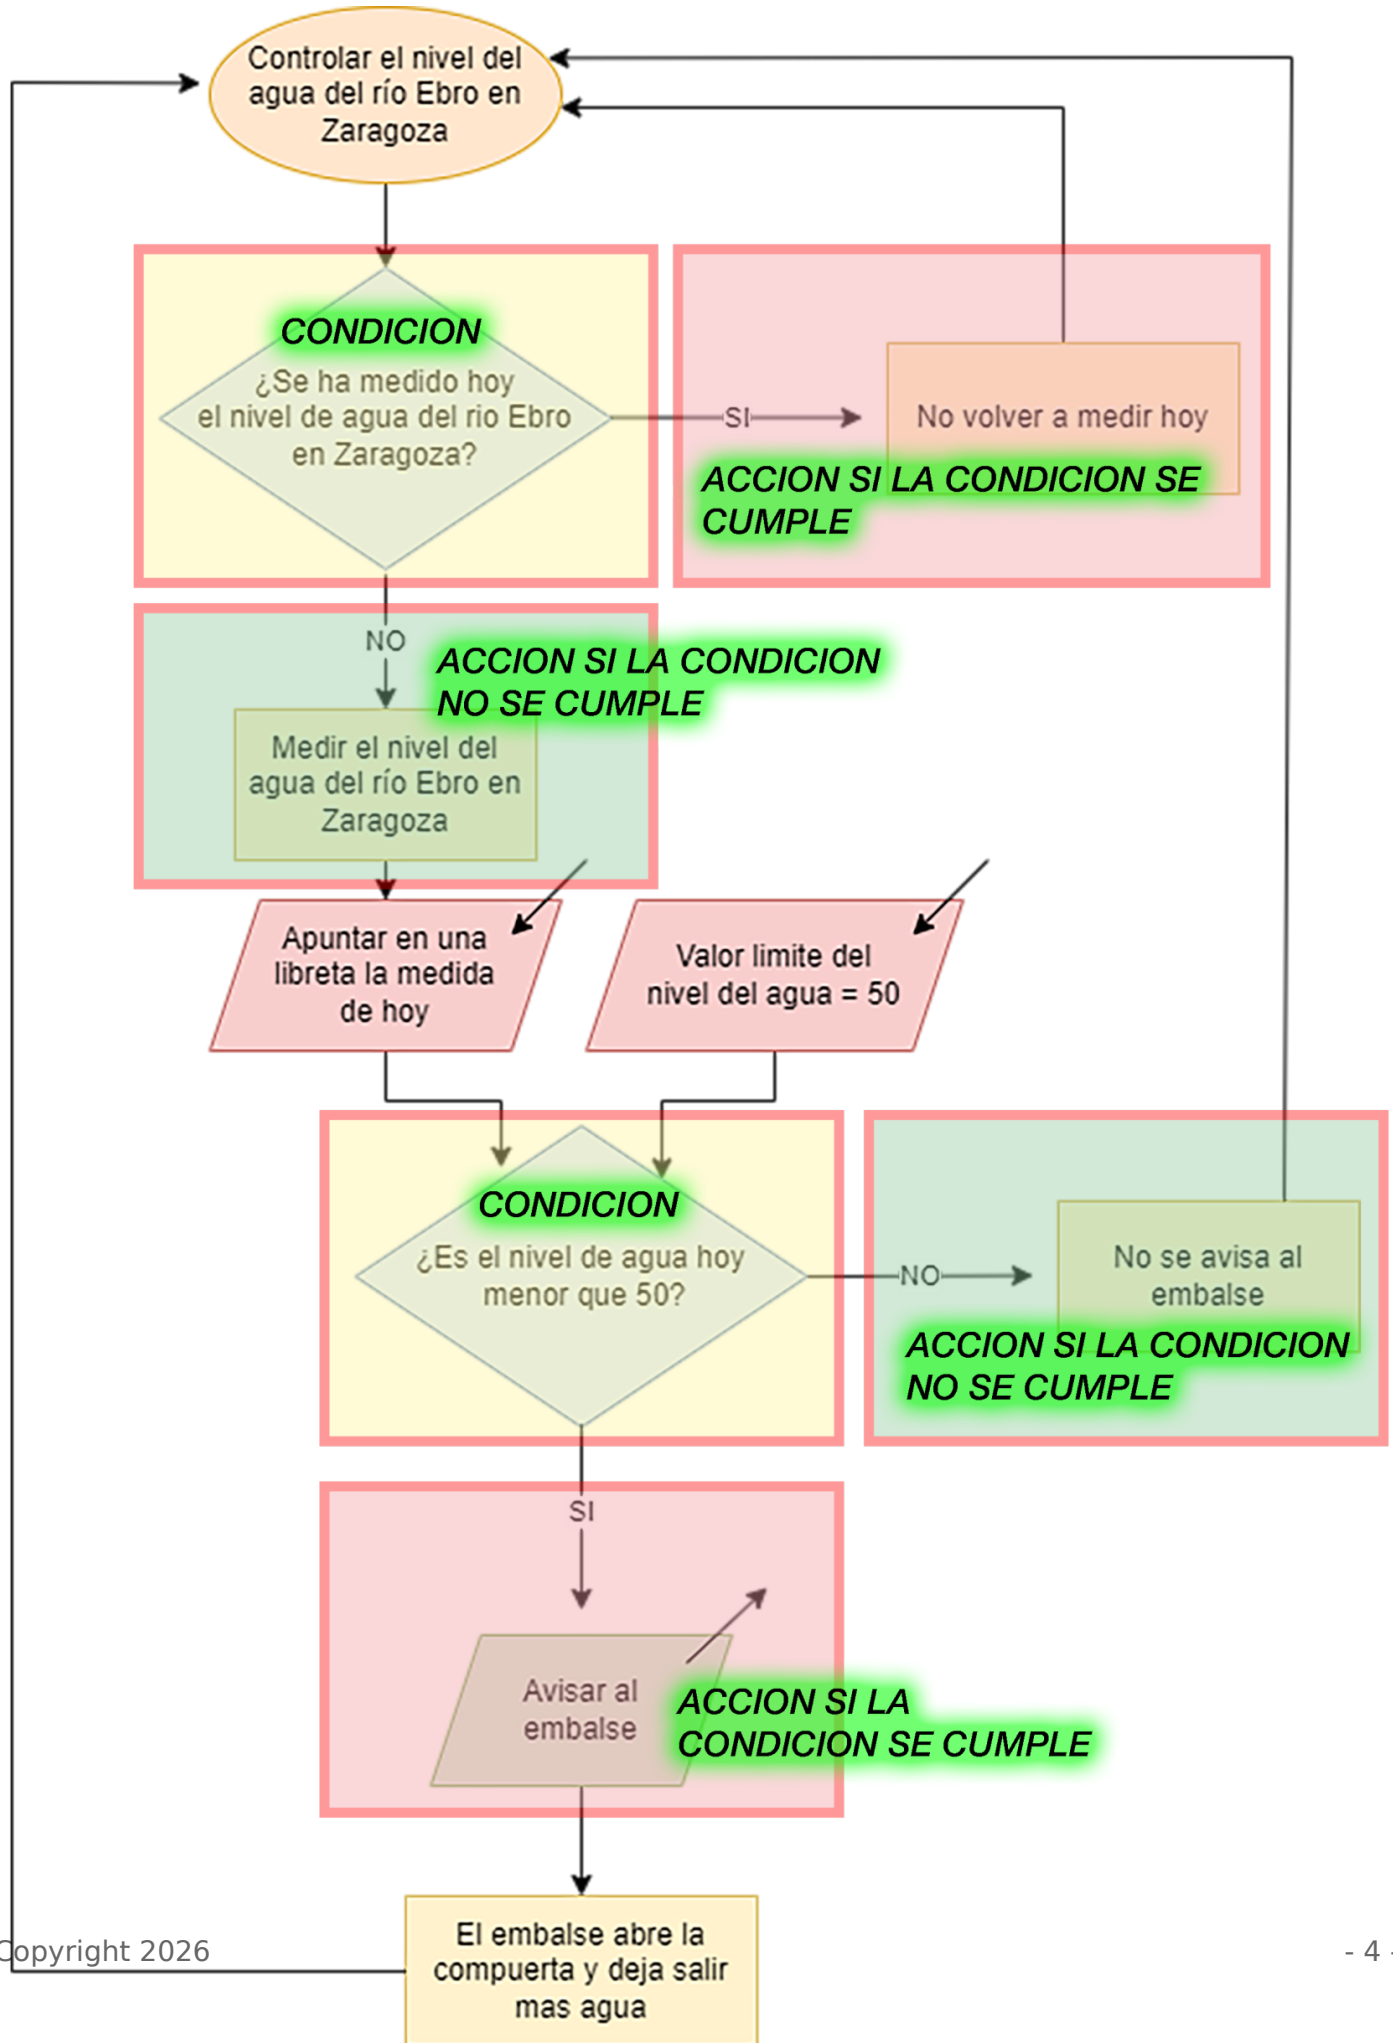 Controlar el nivel del
agua del río Ebro en
Zaragoza
CONDICION
¿Se ha medido hoy
el nivel de agua del rio Ebro
en Zaragoza?
SI
No volver a medir hoy
ACCION SI LA CONDICION SE
CUMPLE
NO
ACCION SI LA CONDICION
NO SE CUMPLE
Medir el nivel del
agua del río Ebro en
Zaragoza
Apuntar en una
libreta la medida
de hoy
Valor limite del
nivel del agua = 50
CONDICION
¿Es el nivel de agua hoy
menor que 50?
NO
No se avisa al
embalse
ACCION SI LA CONDICION
NO SE CUMPLE
SI
Avisar al
embalse
ACCION SI LA
CONDICION SE CUMPLE
El embalse abre la
compuerta y deja salir
mas agua
Copyright 2026
- 4 -